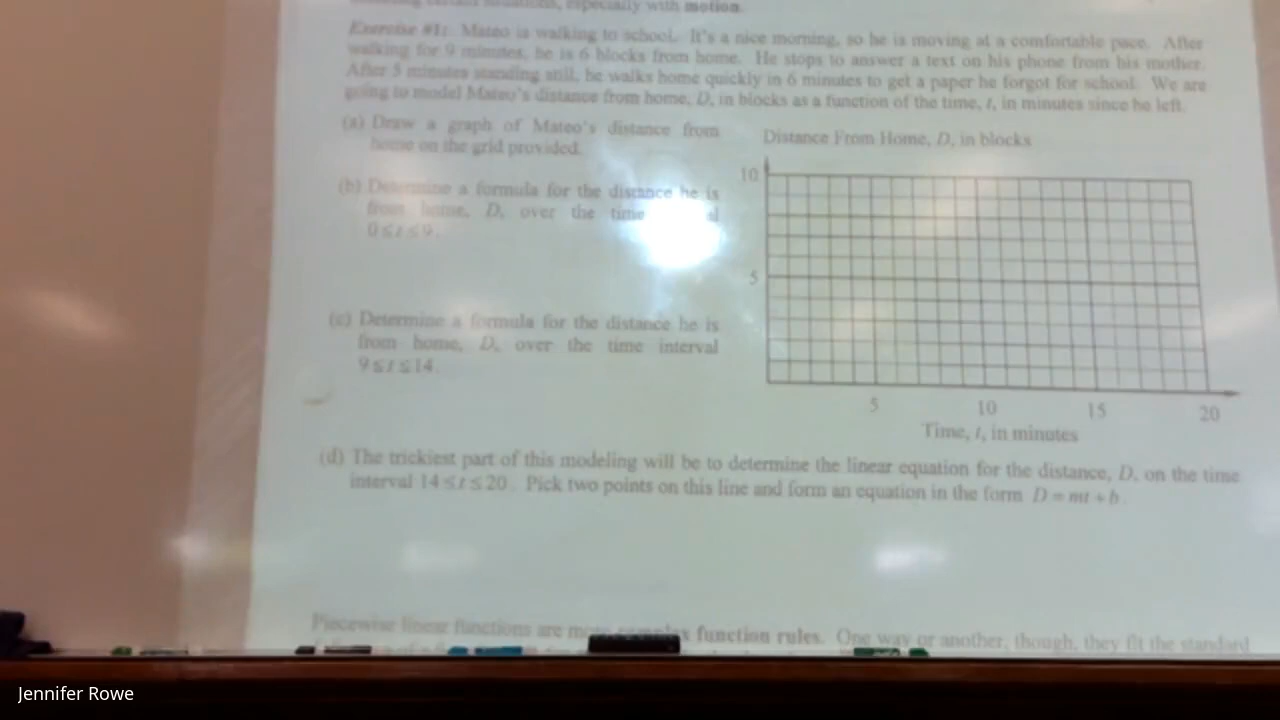 especially with motion.
Exercise #1: Mateo is walking to school. It's a nice morning, so he is moving at a comfortable pace. After
walking for 9 minutes, he is 6 blocks from home. He stops to answer a text on his phone from his mother.
After 5 minutes standing still, he walks home quickly in 6 minutes to get a paper he forgot for school. We are
going to model Mateo's distance from home, D, in blocks as a function of the time, t, in minutes since he left.
(a) Draw a graph of Mateo's distance from
home on the grid provided.
(b) Determine a formula for the distance he is
from home, D, over the time
0 ≤ t ≤ 9.
(c) Determine a formula for the distance he is
from home, D, over the time interval
9 ≤ t ≤ 14.
Distance From Home, D, in blocks
10
5
5 10 15 20
Time, t, in minutes
(d) The trickiest part of this modeling will be to determine the linear equation for the distance, D, on the time
interval 14 ≤ t ≤ 20. Pick two points on this line and form an equation in the form D = mt + b.
Piecewise linear functions are more complex function rules. One way or another, though, they fit the standard
Jennifer Rowe